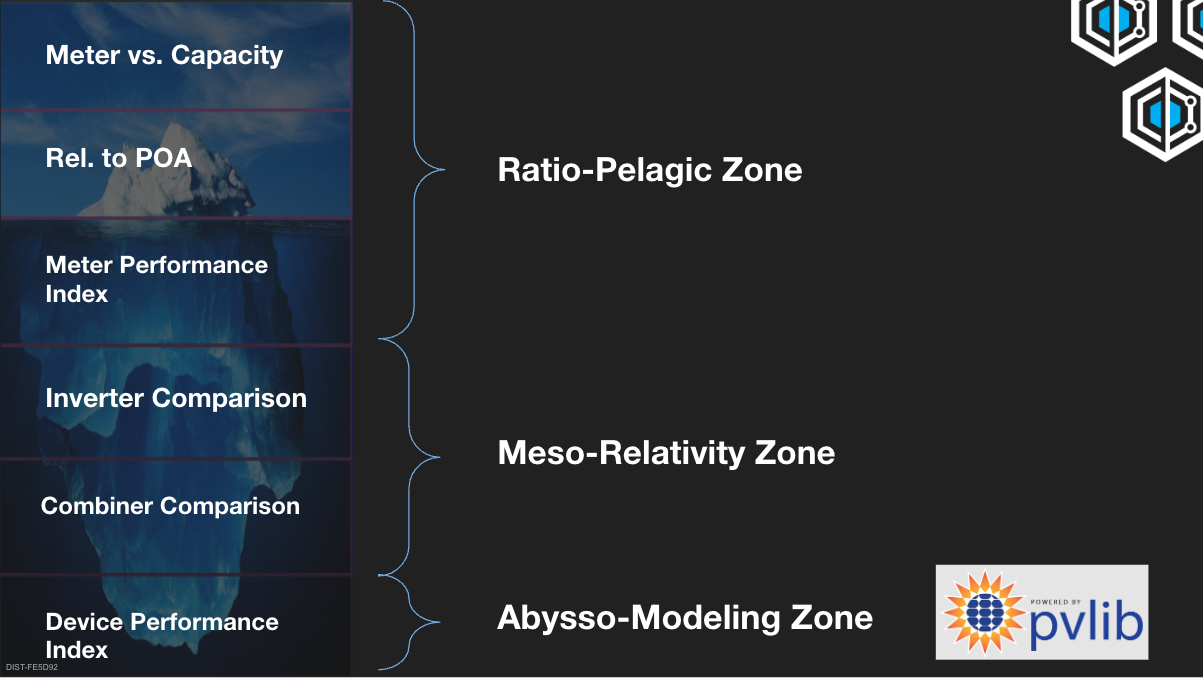 Meter vs. Capacity
Rel. to POA
Meter Performance
Index
Inverter Comparison
Combiner Comparison
Device Performance
Index
DIST-FE5D92
Ratio-Pelagic Zone
Meso-Relativity Zone
Abysso-Modeling Zone
POWERED BY
pvlib